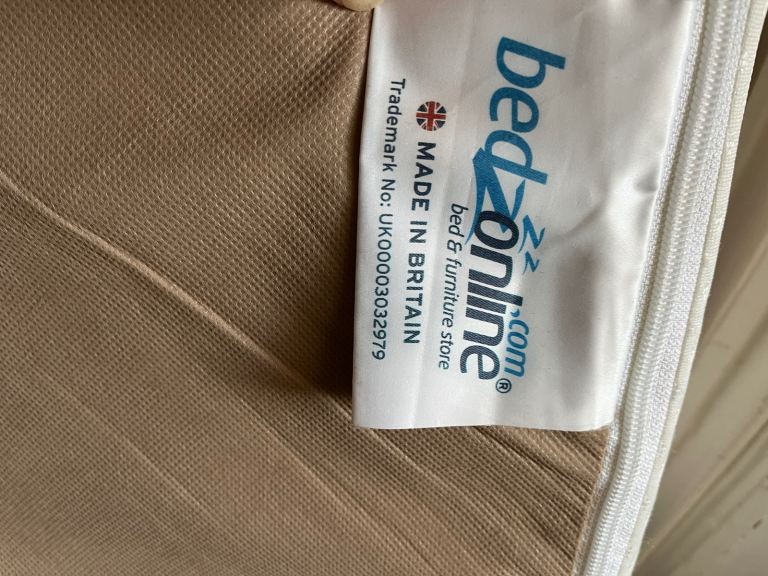 bedzonline.com®
bed & furniture store
MADE IN BRITAIN
Trademark No: UK00003032979